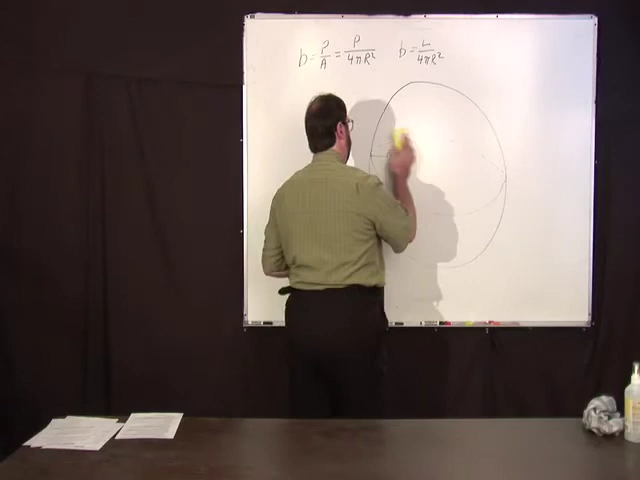 b = P/A = P/4πR² b = L/4πR²